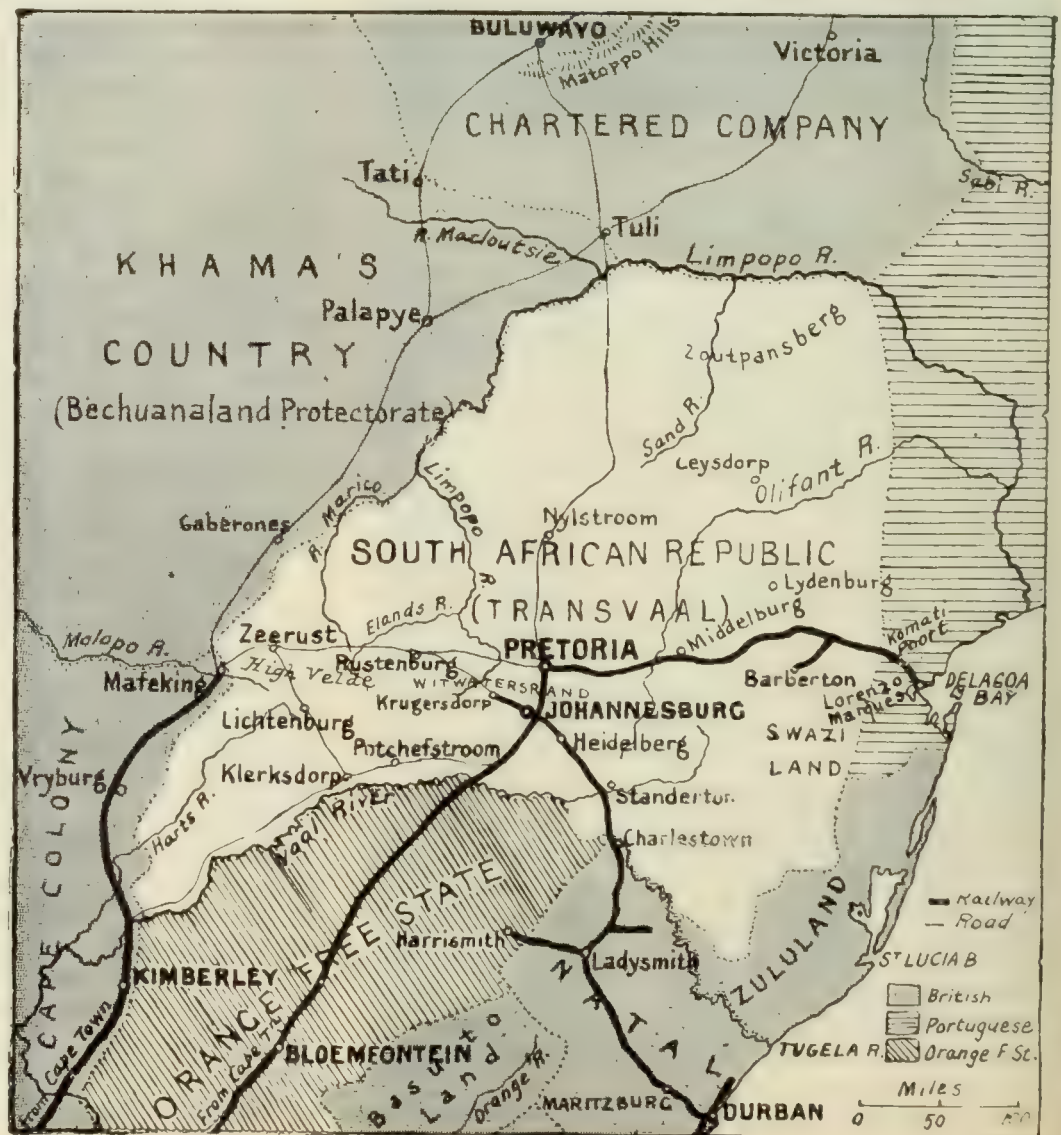 BULUWAYO
Matoppo Hills
Victoria
CHARTERED COMPANY
Tati
Sabi R.
R. Macloutsie
Tuli
KHAMA'S
Limpopo R.
Palapye
COUNTRY
Zoutpansberg
(Bechuanaland Protectorate)
Sand R.
Leysdorp
Limpopo R.
Olifant R.
R. Marico
Gaberones
Nylstroom
SOUTH AFRICAN REPUBLIC
Lydenburg
(TRANSVAAL)
Elands R.
Molopo R.
Zeerust
PRETORIA
Middelburg
Komati Port
Mafeking
High Velde
Rustenburg
WITWATERSRAND
Barberton
DELAGOA
BAY
Lorenzo
Marques
Krugersdorp
JOHANNESBURG
Lichtenburg
SWAZI
LAND
Heidelberg
Potchefstroom
Vryburg
Klerksdorp
Standertur.
Harts R.
Vaal River
Charlestown
CAPE COLONY
Railway
Road
ORANGE FREE STATE
Harrismith
Ladysmith
ZULULAND
ST LUCIA B
KIMBERLEY
NATAL
British
Portuguese
Orange F St.
TUGELA R.
From Cape Town
From Cape Tn
BLOEMFONTEIN
Basuto
Land
Orange R.
MARITZBURG
DURBAN
Miles
0 50 100